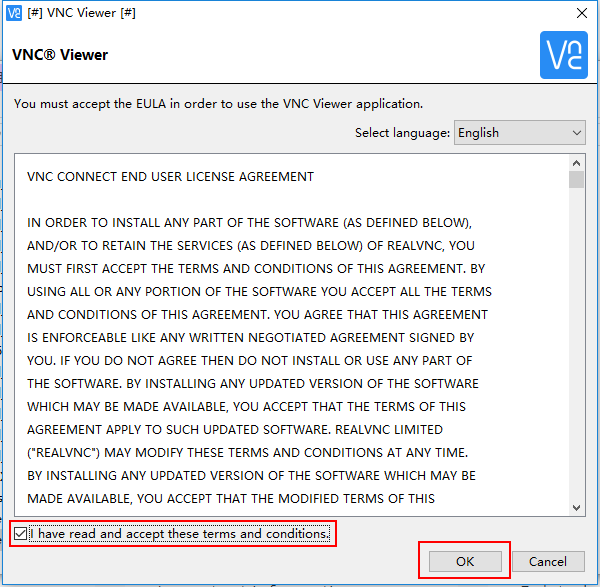 [#] VNC Viewer [#]
VNC® Viewer
You must accept the EULA in order to use the VNC Viewer application.
Select language: English
VNC CONNECT END USER LICENSE AGREEMENT
IN ORDER TO INSTALL ANY PART OF THE SOFTWARE (AS DEFINED BELOW),
AND/OR TO RETAIN THE SERVICES (AS DEFINED BELOW) OF REALVNC, YOU
MUST FIRST ACCEPT THE TERMS AND CONDITIONS OF THIS AGREEMENT. BY
USING ALL OR ANY PORTION OF THE SOFTWARE YOU ACCEPT ALL THE TERMS
AND CONDITIONS OF THIS AGREEMENT. YOU AGREE THAT THIS AGREEMENT
IS ENFORCEABLE LIKE ANY WRITTEN NEGOTIATED AGREEMENT SIGNED BY
YOU. IF YOU DO NOT AGREE THEN DO NOT INSTALL OR USE ANY PART OF
THE SOFTWARE. BY INSTALLING ANY UPDATED VERSION OF THE SOFTWARE
WHICH MAY BE MADE AVAILABLE, YOU ACCEPT THAT THE TERMS OF THIS
AGREEMENT APPLY TO SUCH UPDATED SOFTWARE. REALVNC LIMITED
("REALVNC") MAY MODIFY THESE TERMS AND CONDITIONS AT ANY TIME.
BY INSTALLING ANY UPDATED VERSION OF THE SOFTWARE WHICH MAY BE
MADE AVAILABLE, YOU ACCEPT THAT THE MODIFIED TERMS OF THIS
I have read and accept these terms and conditions.
OK Cancel